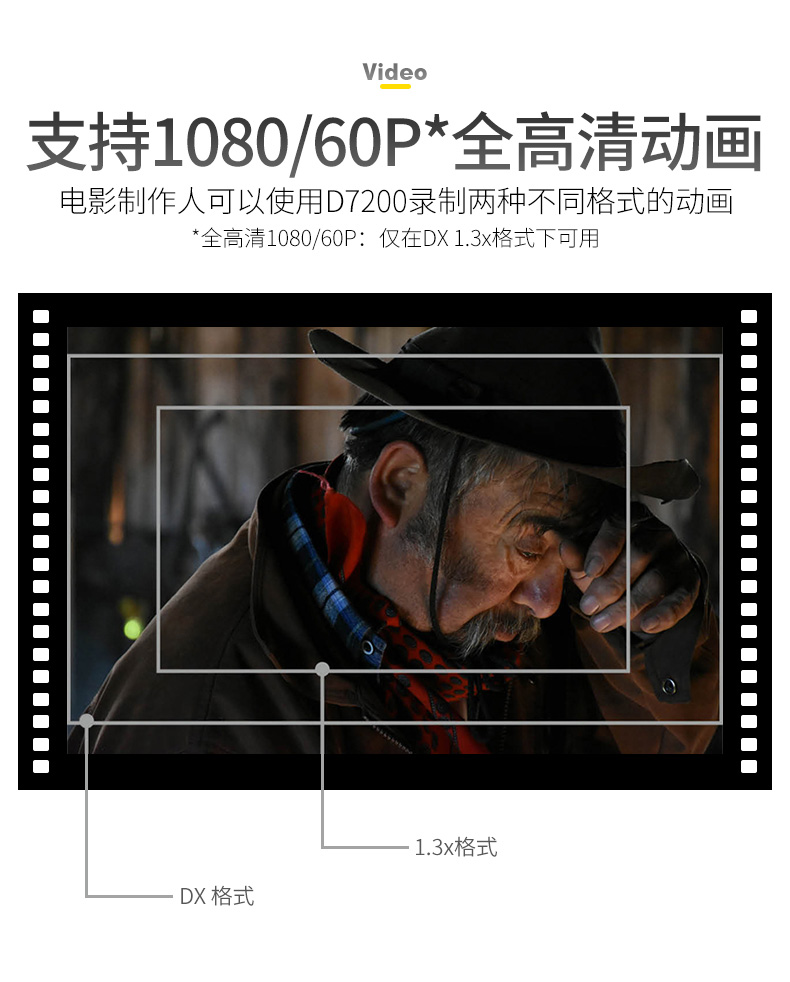 Video
支持1080/60P*全高清动画
电影制作人可以使用D7200录制两种不同格式的动画
*全高清1080/60P：仅在DX 1.3x格式下可用
1.3x格式
DX 格式